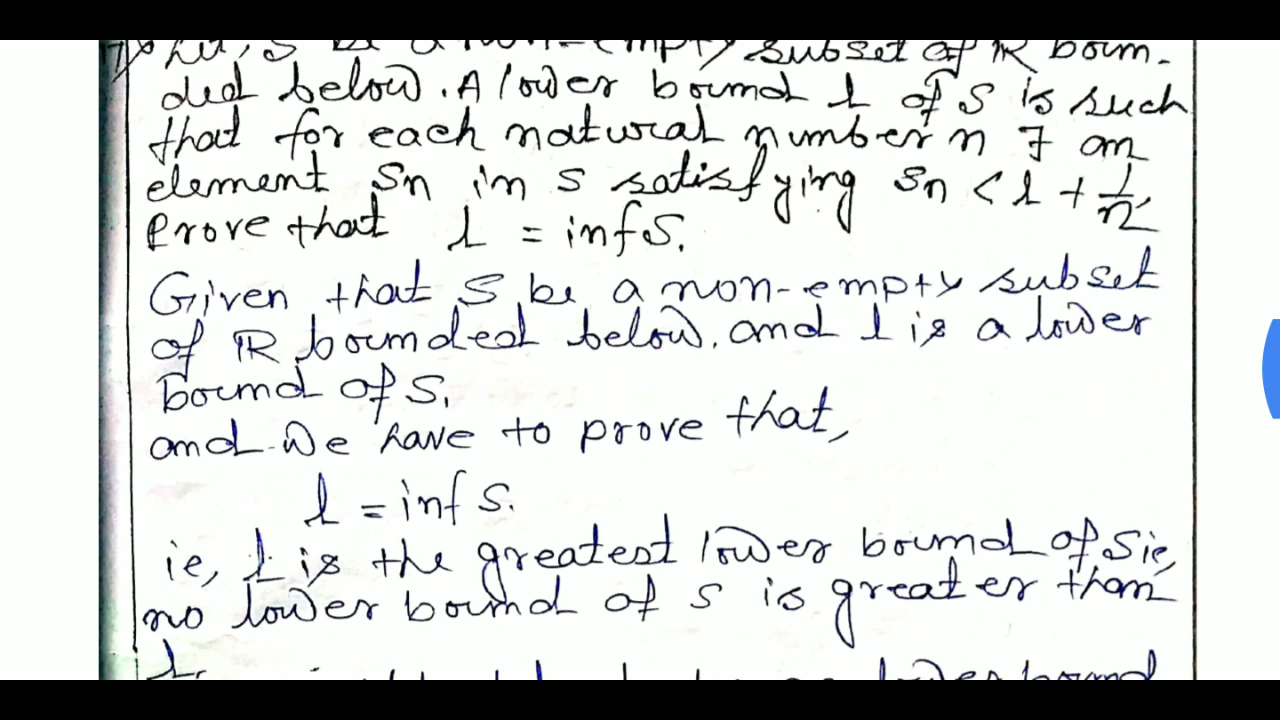 S be a non-empty subset of ℝ boun-
ded below. A lower bound l of S is such
that for each natural number n ∃ an
element Sn in S satisfying Sn < l + 1/n.
Prove that l = inf S.
Given that S be a non-empty subset
of ℝ bounded below. and l is a lower
bound of S.
and we have to prove that,
l = inf S.
ie, l is the greatest lower bound of S ie,
no lower bound of S is greater than
l.
lower bound